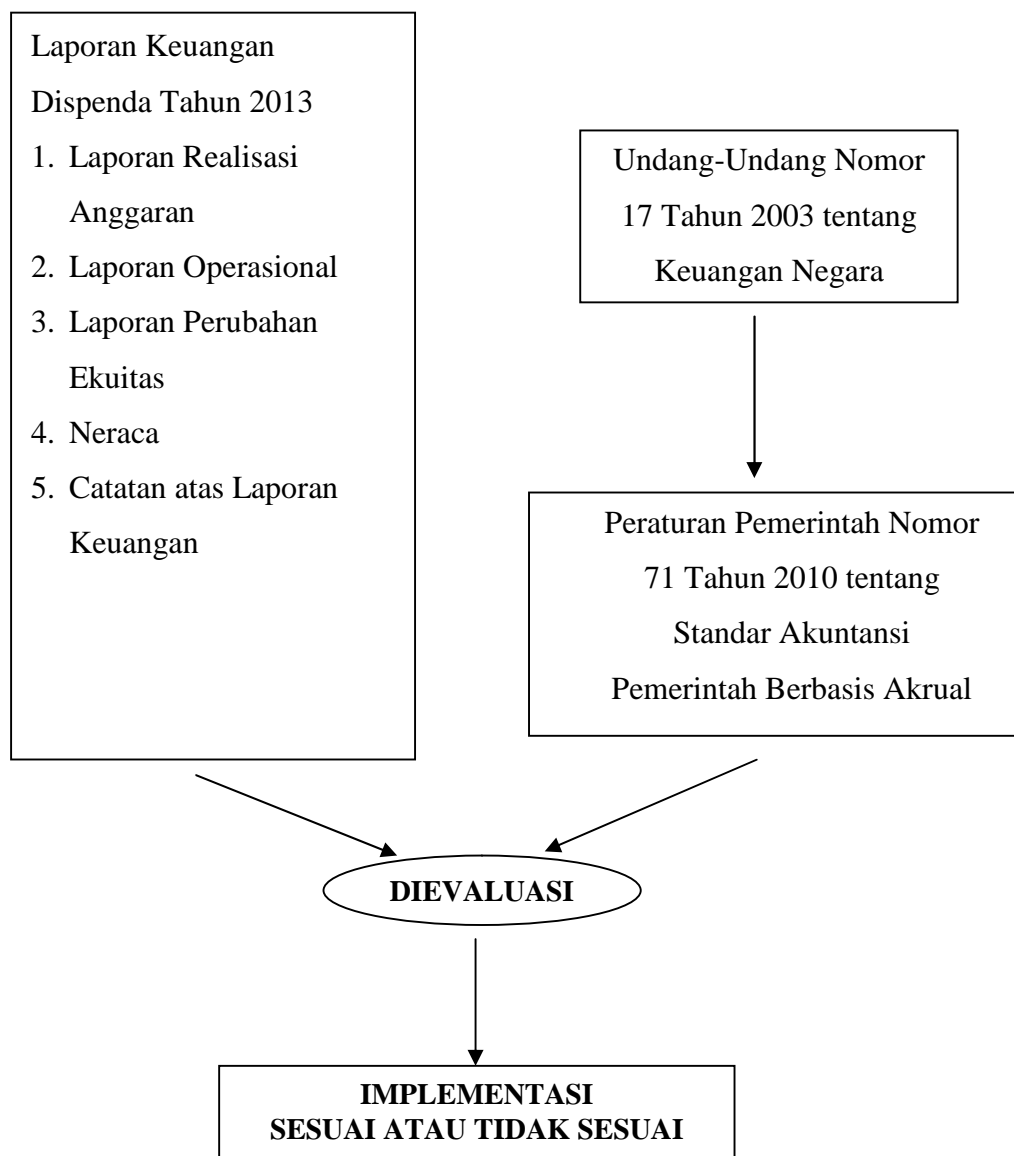 Laporan Keuangan
Dispenda Tahun 2013
1. Laporan Realisasi
Anggaran
2. Laporan Operasional
3. Laporan Perubahan
Ekuitas
4. Neraca
5. Catatan atas Laporan
Keuangan
Undang-Undang Nomor
17 Tahun 2003 tentang
Keuangan Negara
Peraturan Pemerintah Nomor
71 Tahun 2010 tentang
Standar Akuntansi
Pemerintah Berbasis Akrual
DIEVALUASI
IMPLEMENTASI
SESUAI ATAU TIDAK SESUAI